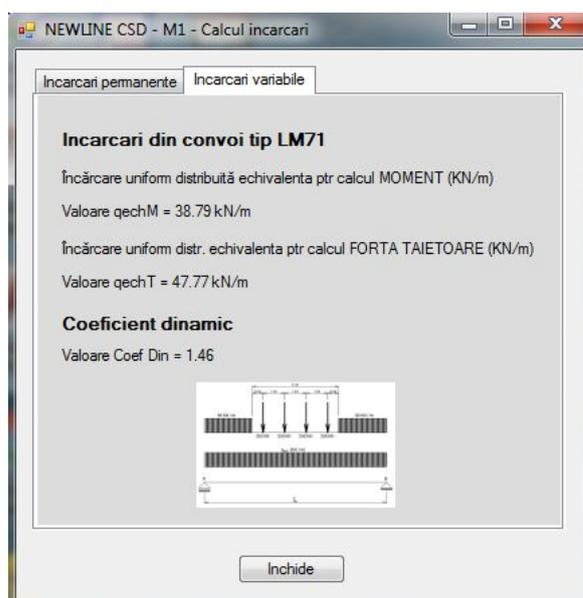 NEWLINE CSD - M1 - Calcul incarcari
Incarcari permanente
Incarcari variabile
Incarcari din convoi tip LM71
Încărcare uniform distribuită echivalenta ptr calcul MOMENT (KN/m)
Valoare qechM = 38.79 kN/m
Încărcare uniform distr. echivalenta ptr calcul FORTA TAIETOARE (KN/m)
Valoare qechT = 47.77 kN/m
Coeficient dinamic
Valoare Coef Din = 1.46
L
Inchide